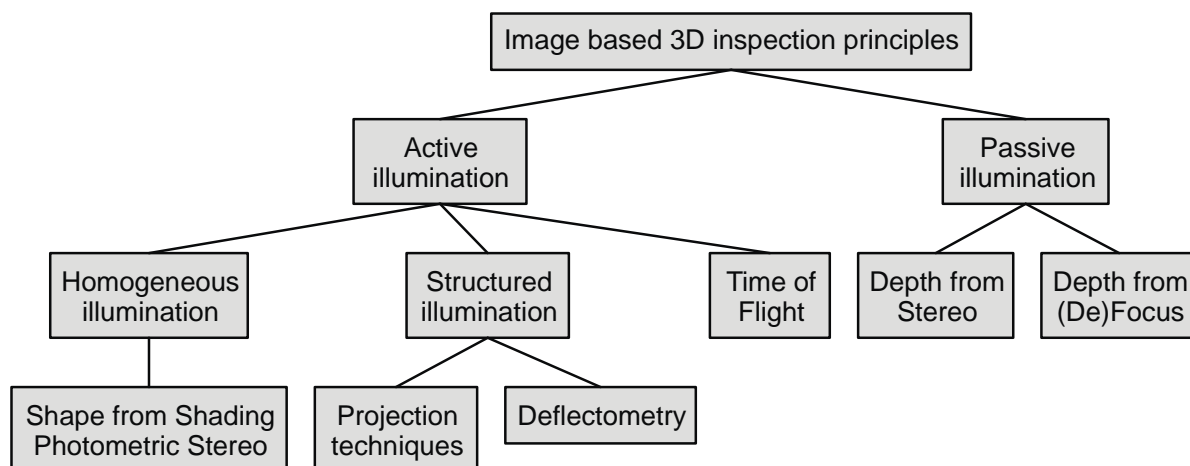 Image based 3D inspection principles
Active
illumination
Passive
illumination
Homogeneous
illumination
Structured
illumination
Time of
Flight
Depth from
Stereo
Depth from
(De)Focus
Shape from Shading
Photometric Stereo
Projection
techniques
Deflectometry